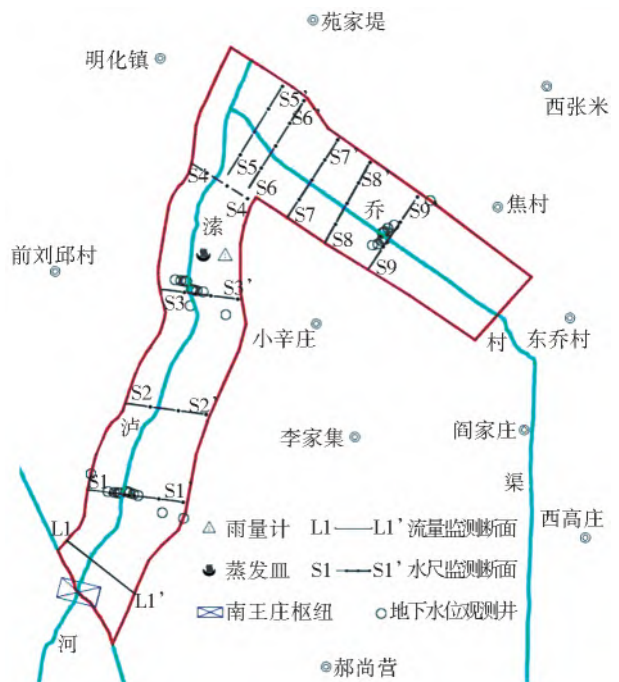 苑家堤
明化镇
西张米
S5'
S6'
S7'
S8'
S4
S5
S6
S9
焦村
S4
S7
乔
溹
S8
S9
前刘邱村
S3
S3'
小辛庄
村
东乔村
S2
S2'
泸
李家集
阎家庄
S1
S1
渠
西高庄
L1
雨量计 L1 L1' 流量监测断面
蒸发皿 S1 S1' 水尺监测断面
L1'
南王庄枢纽 地下水位观测井
河
郝尚营